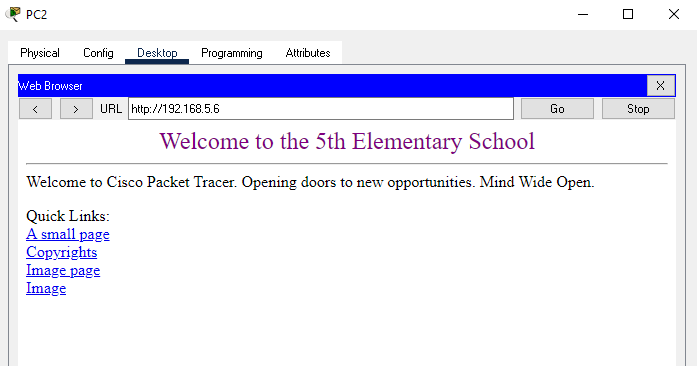 PC2
Physical Config Desktop Programming Attributes
Web Browser X
< > URL http://192.168.5.6 Go Stop
Welcome to the 5th Elementary School
Welcome to Cisco Packet Tracer. Opening doors to new opportunities. Mind Wide Open.
Quick Links:
A small page
Copyrights
Image page
Image